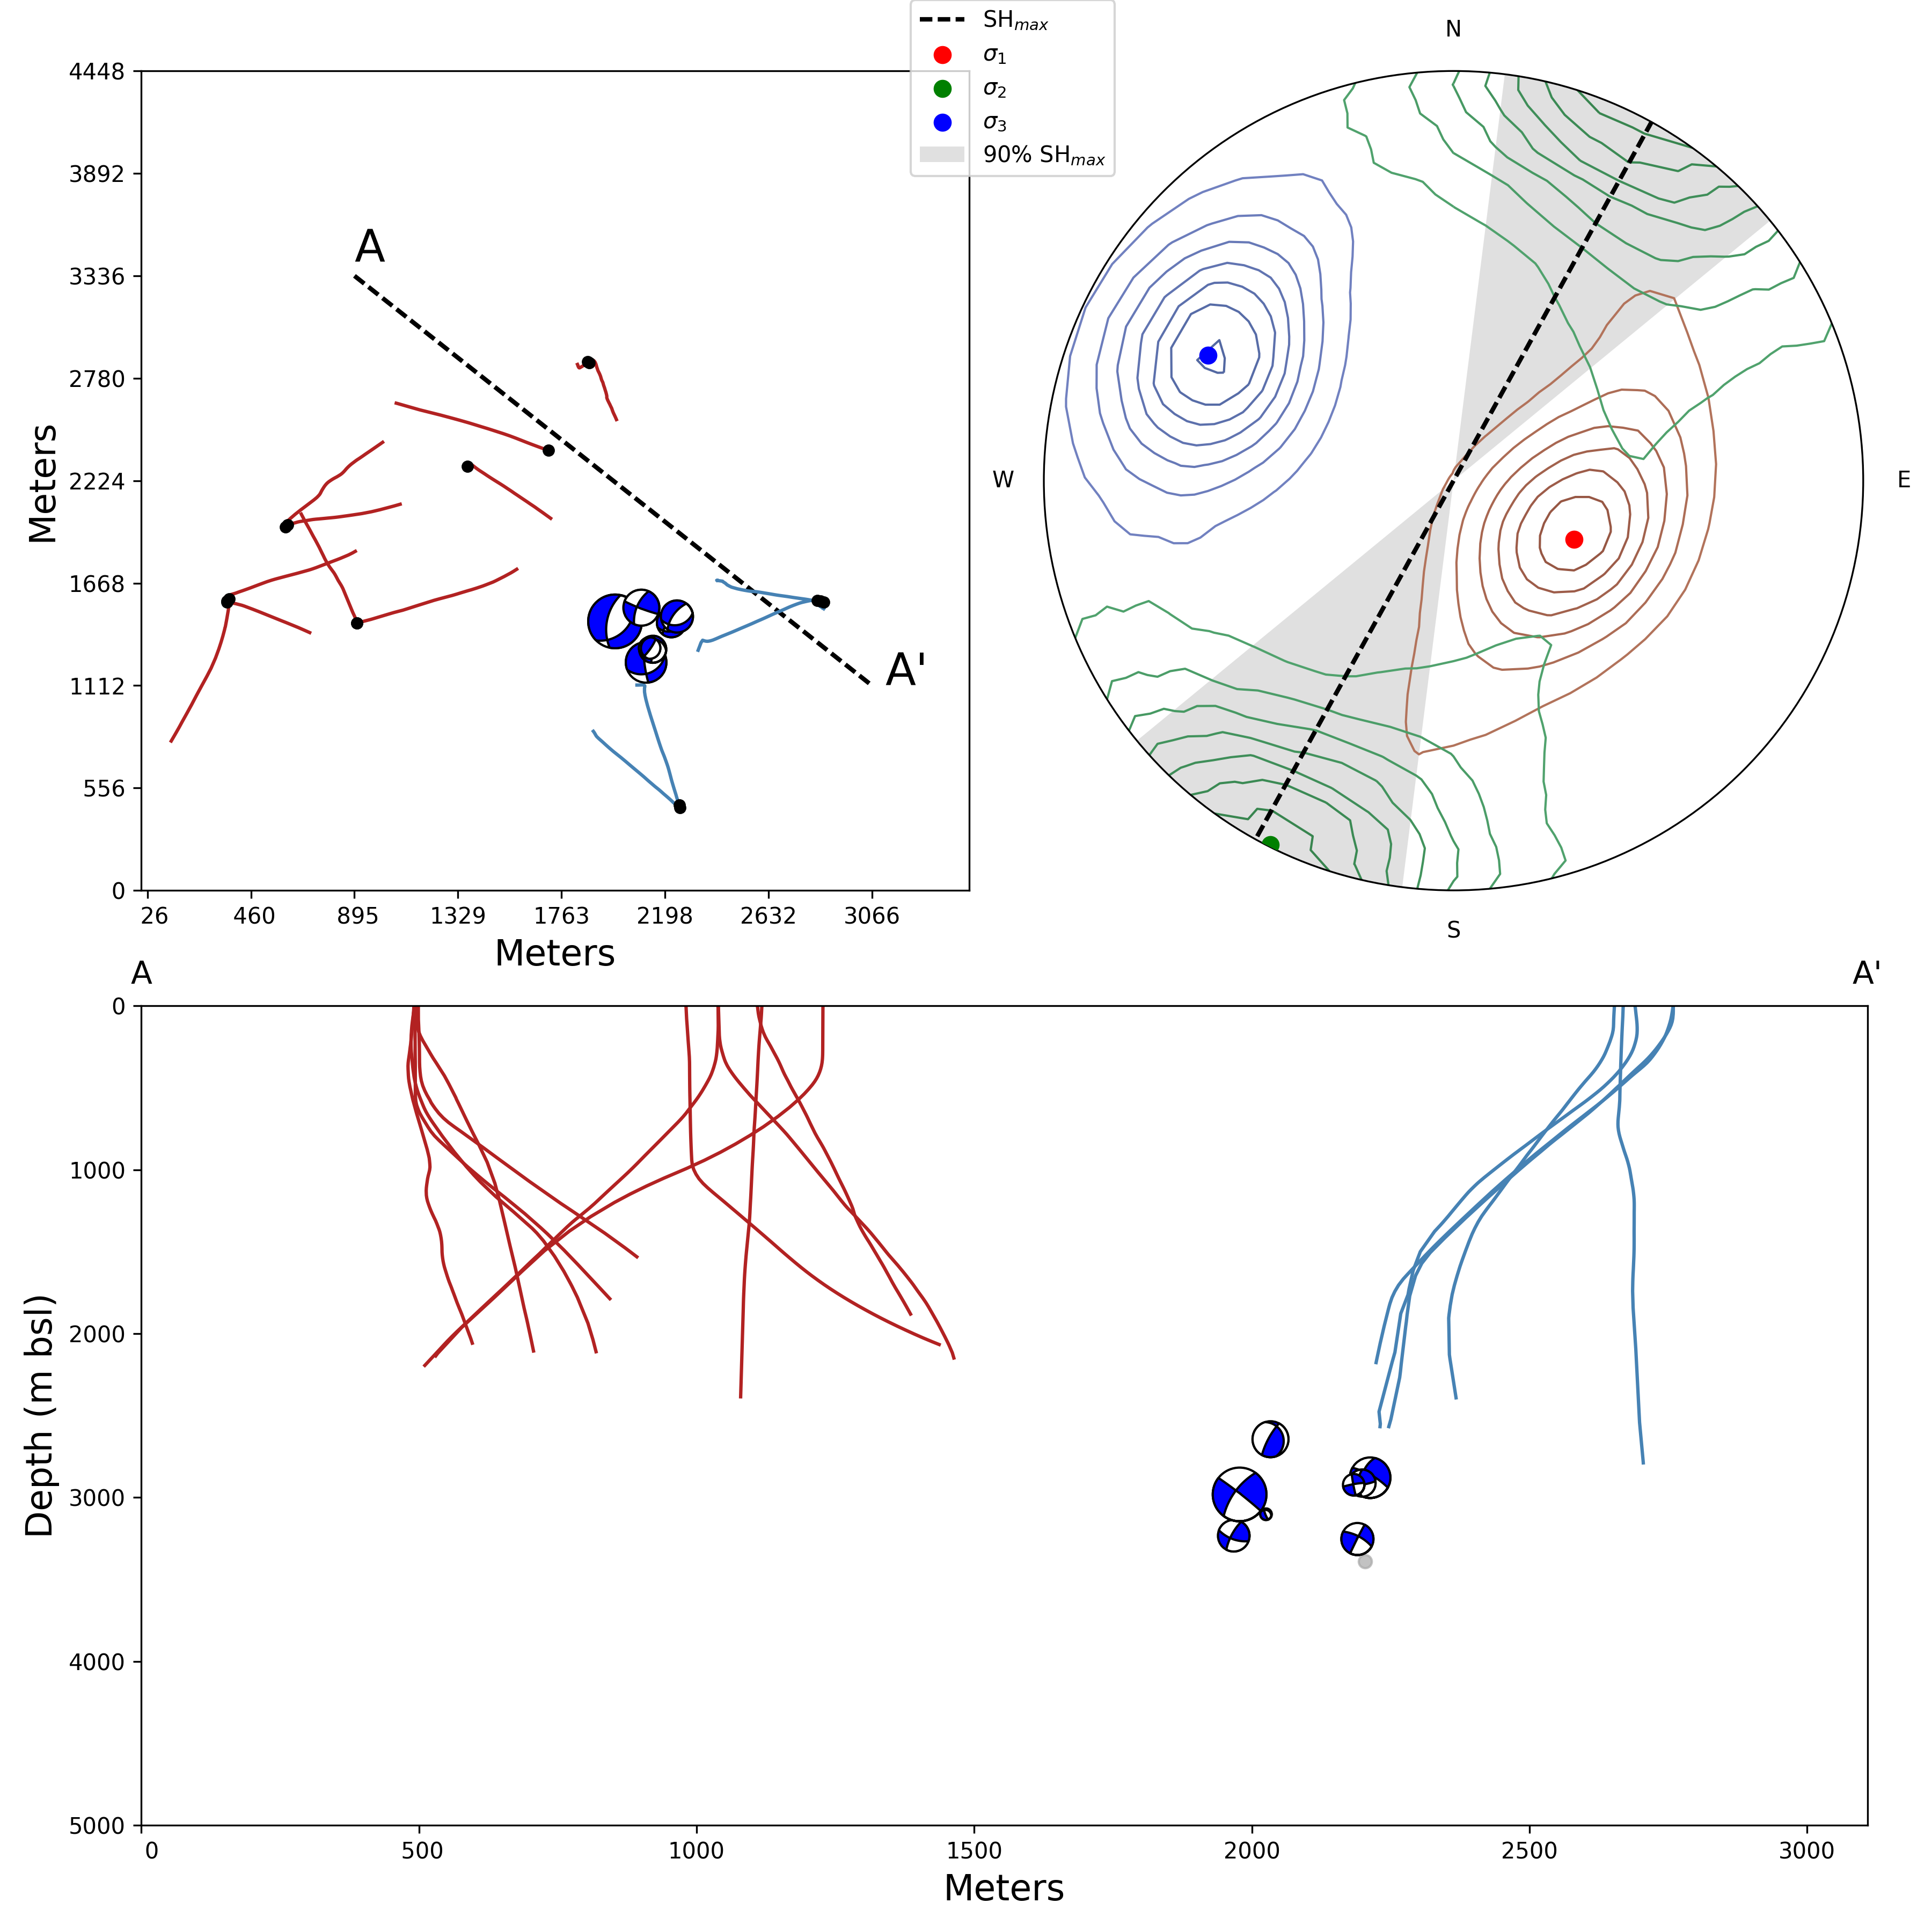 SHmax
σ1
σ2
σ3
90% SHmax
4448
3892
3336
2780
2224
1668
1112
556
0
Meters
A
A'
26 460 895 1329 1763 2198 2632 3066
Meters
N
W
E
S
A
A'
0
1000
2000
3000
4000
5000
Depth (m bsl)
0 500 1000 1500 2000 2500 3000
Meters